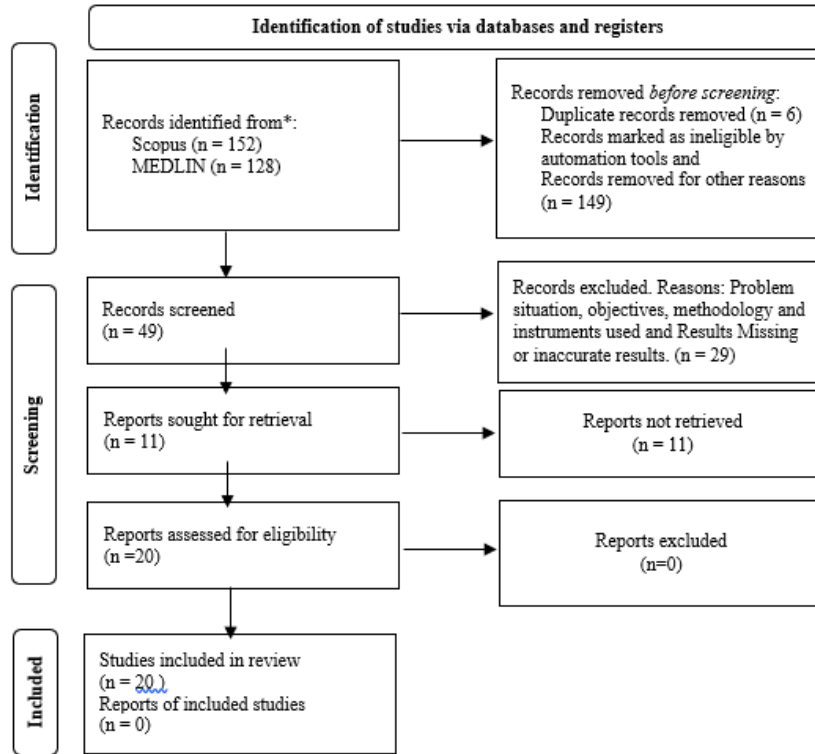 Identification of studies via databases and registers
Identification
Records identified from*:
Scopus (n = 152)
MEDLIN (n = 128)
Records removed before screening:
Duplicate records removed (n = 6)
Records marked as ineligible by
automation tools and
Records removed for other reasons
(n = 149)
Screening
Records screened
(n = 49)
Records excluded. Reasons: Problem
situation, objectives, methodology and
instruments used and Results Missing
or inaccurate results. (n = 29)
Reports sought for retrieval
(n = 11)
Reports not retrieved
(n = 11)
Reports assessed for eligibility
(n =20)
Reports excluded
(n=0)
Included
Studies included in review
(n = 20 )
Reports of included studies
(n = 0)